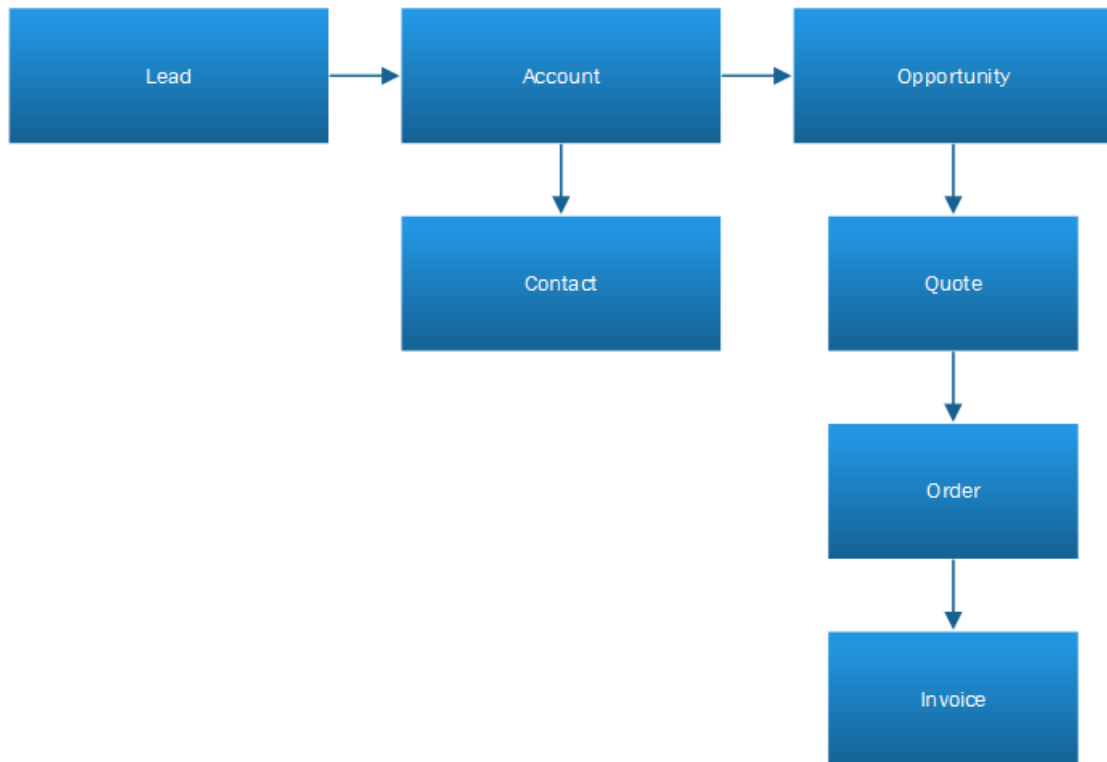 Lead
Account
Opportunity
Contact
Quote
Order
Invoice